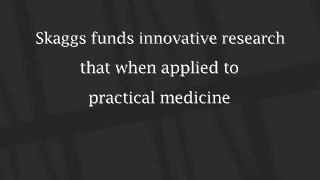 Skaggs funds innovative research
that when applied to
practical medicine